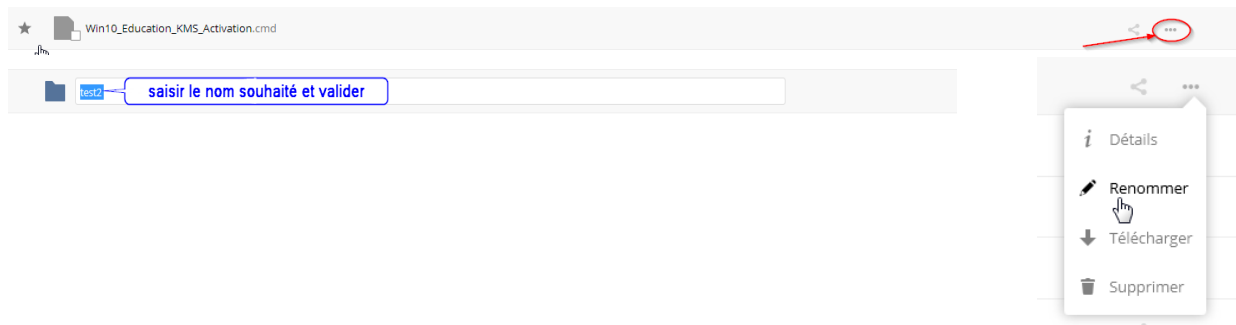 Win10_Education_KMS_Activation.cmd
test2
saisir le nom souhaité et valider
Détails
Renommer
Télécharger
Supprimer